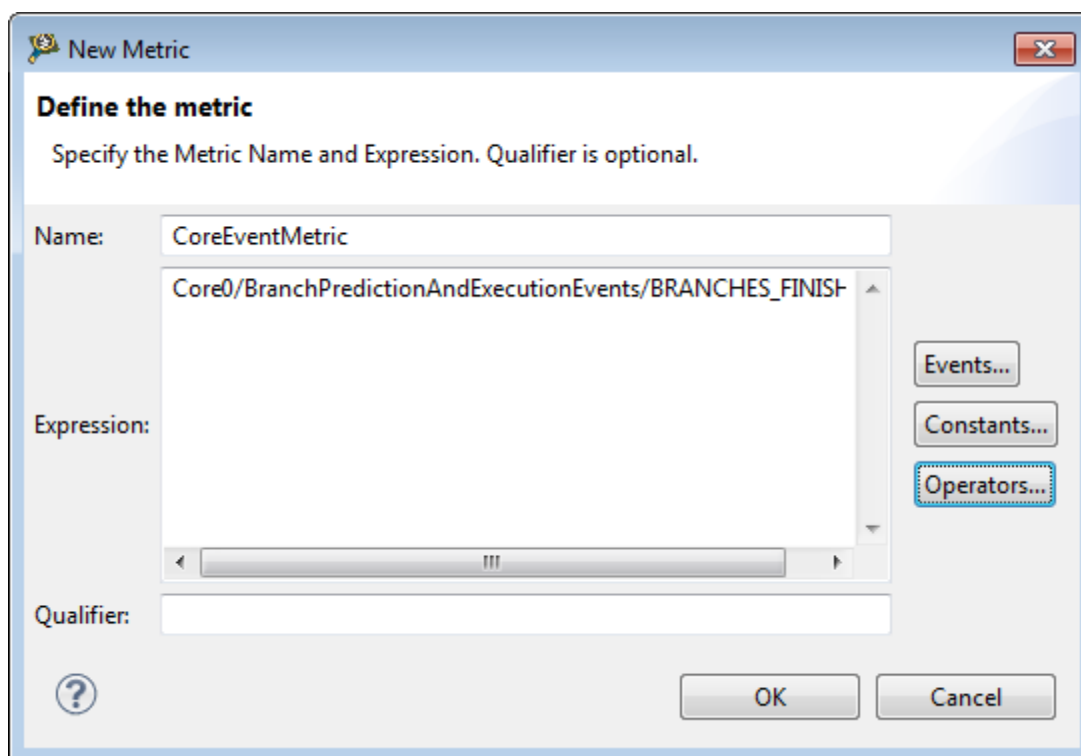 New Metric
Define the metric
Specify the Metric Name and Expression. Qualifier is optional.
Name: CoreEventMetric
Core0/BranchPredictionAndExecutionEvents/BRANCHES_FINISH
Events...
Expression: Constants...
Operators...
Qualifier:
OK Cancel